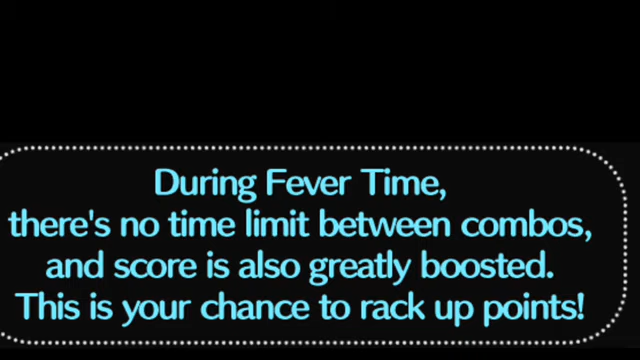 During Fever Time,
there's no time limit between combos,
and score is also greatly boosted.
This is your chance to rack up points!